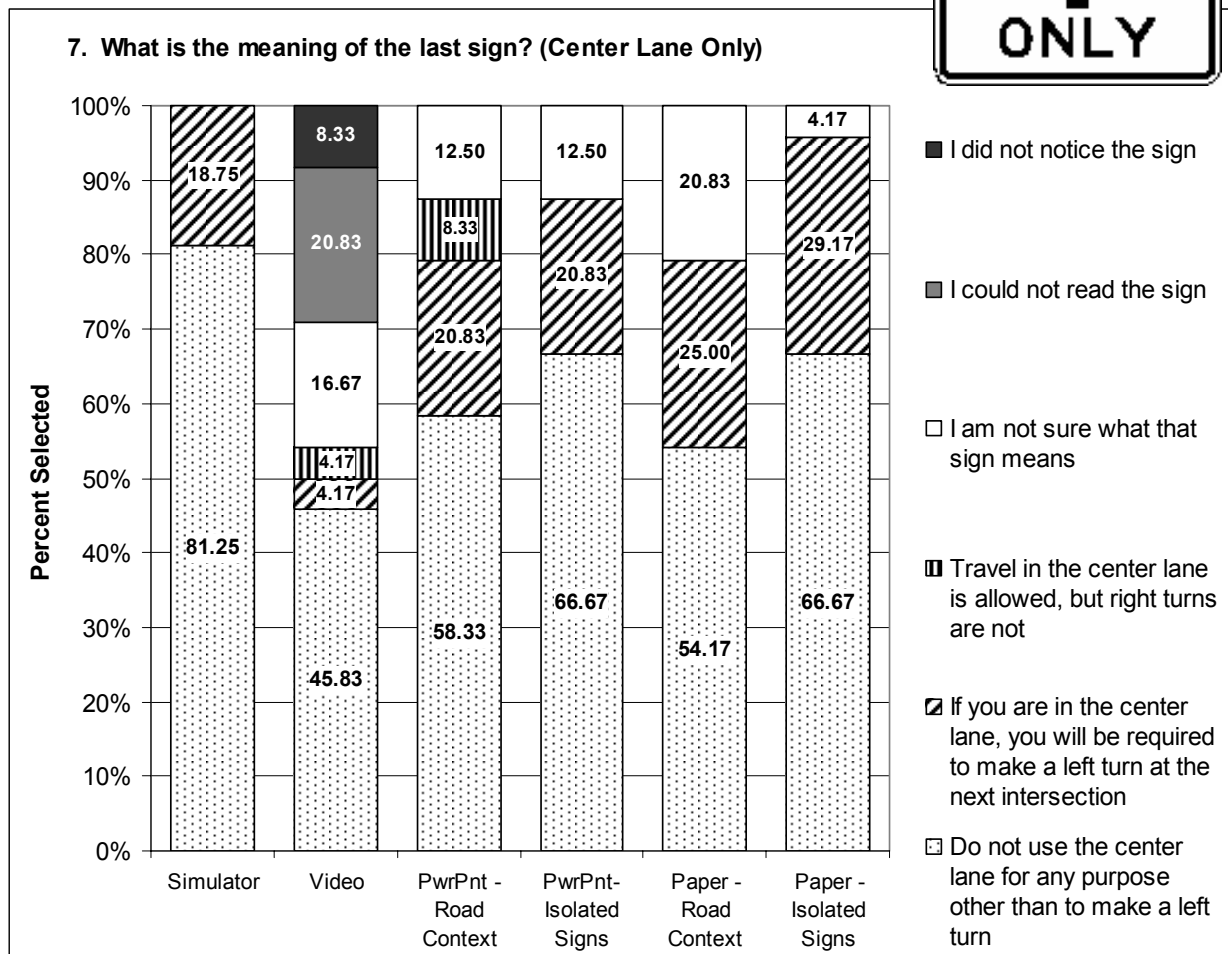 ONLY
7. What is the meaning of the last sign? (Center Lane Only)
Percent Selected
100%
90%
80%
70%
60%
50%
40%
30%
20%
10%
0%
18.75
81.25
8.33
20.83
16.67
4.17
4.17
45.83
12.50
8.33
20.83
58.33
12.50
20.83
66.67
20.83
25.00
54.17
4.17
29.17
66.67
Simulator
Video
PwrPnt -
Road
Context
PwrPnt-
Isolated
Signs
Paper -
Road
Context
Paper -
Isolated
Signs
I did not notice the sign
I could not read the sign
I am not sure what that
sign means
Travel in the center lane
is allowed, but right turns
are not
If you are in the center
lane, you will be required
to make a left turn at the
next intersection
Do not use the center
lane for any purpose
other than to make a left
turn